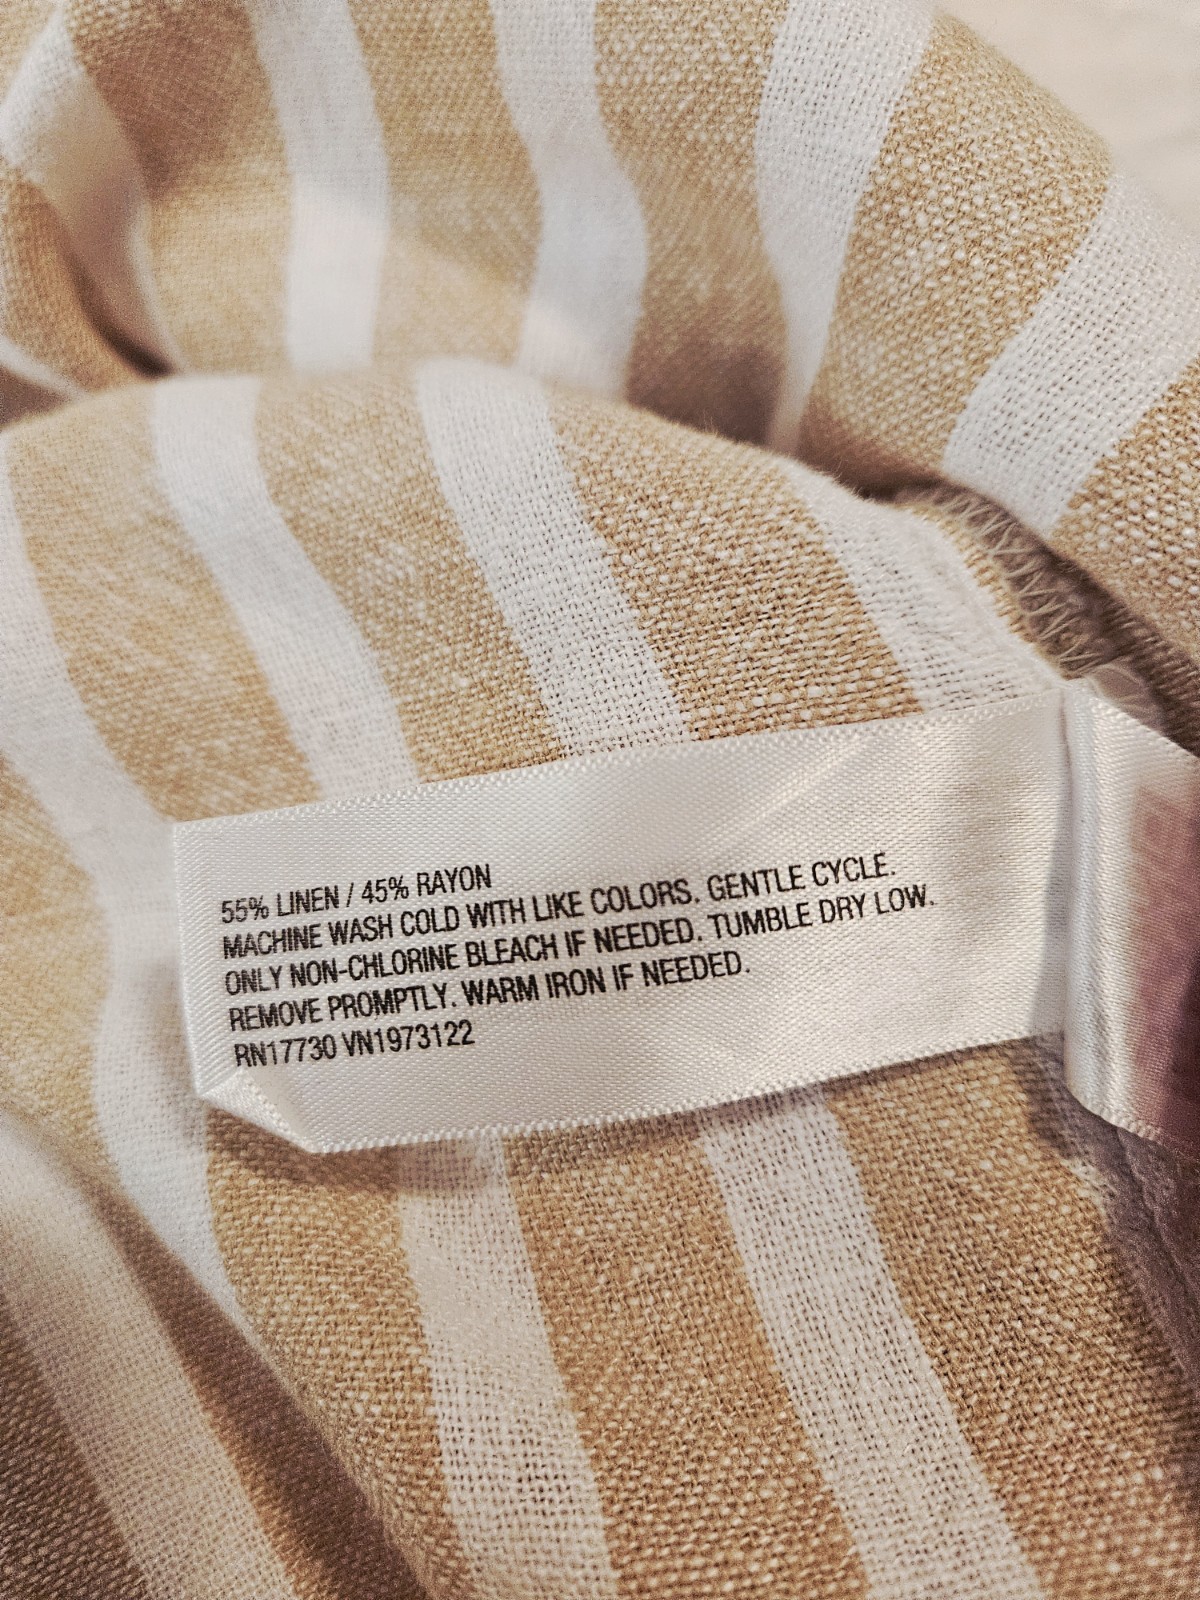 55% LINEN / 45% RAYON
MACHINE WASH COLD WITH LIKE COLORS. GENTLE CYCLE.
ONLY NON-CHLORINE BLEACH IF NEEDED. TUMBLE DRY LOW.
REMOVE PROMPTLY. WARM IRON IF NEEDED.
RN17730 VN1973122